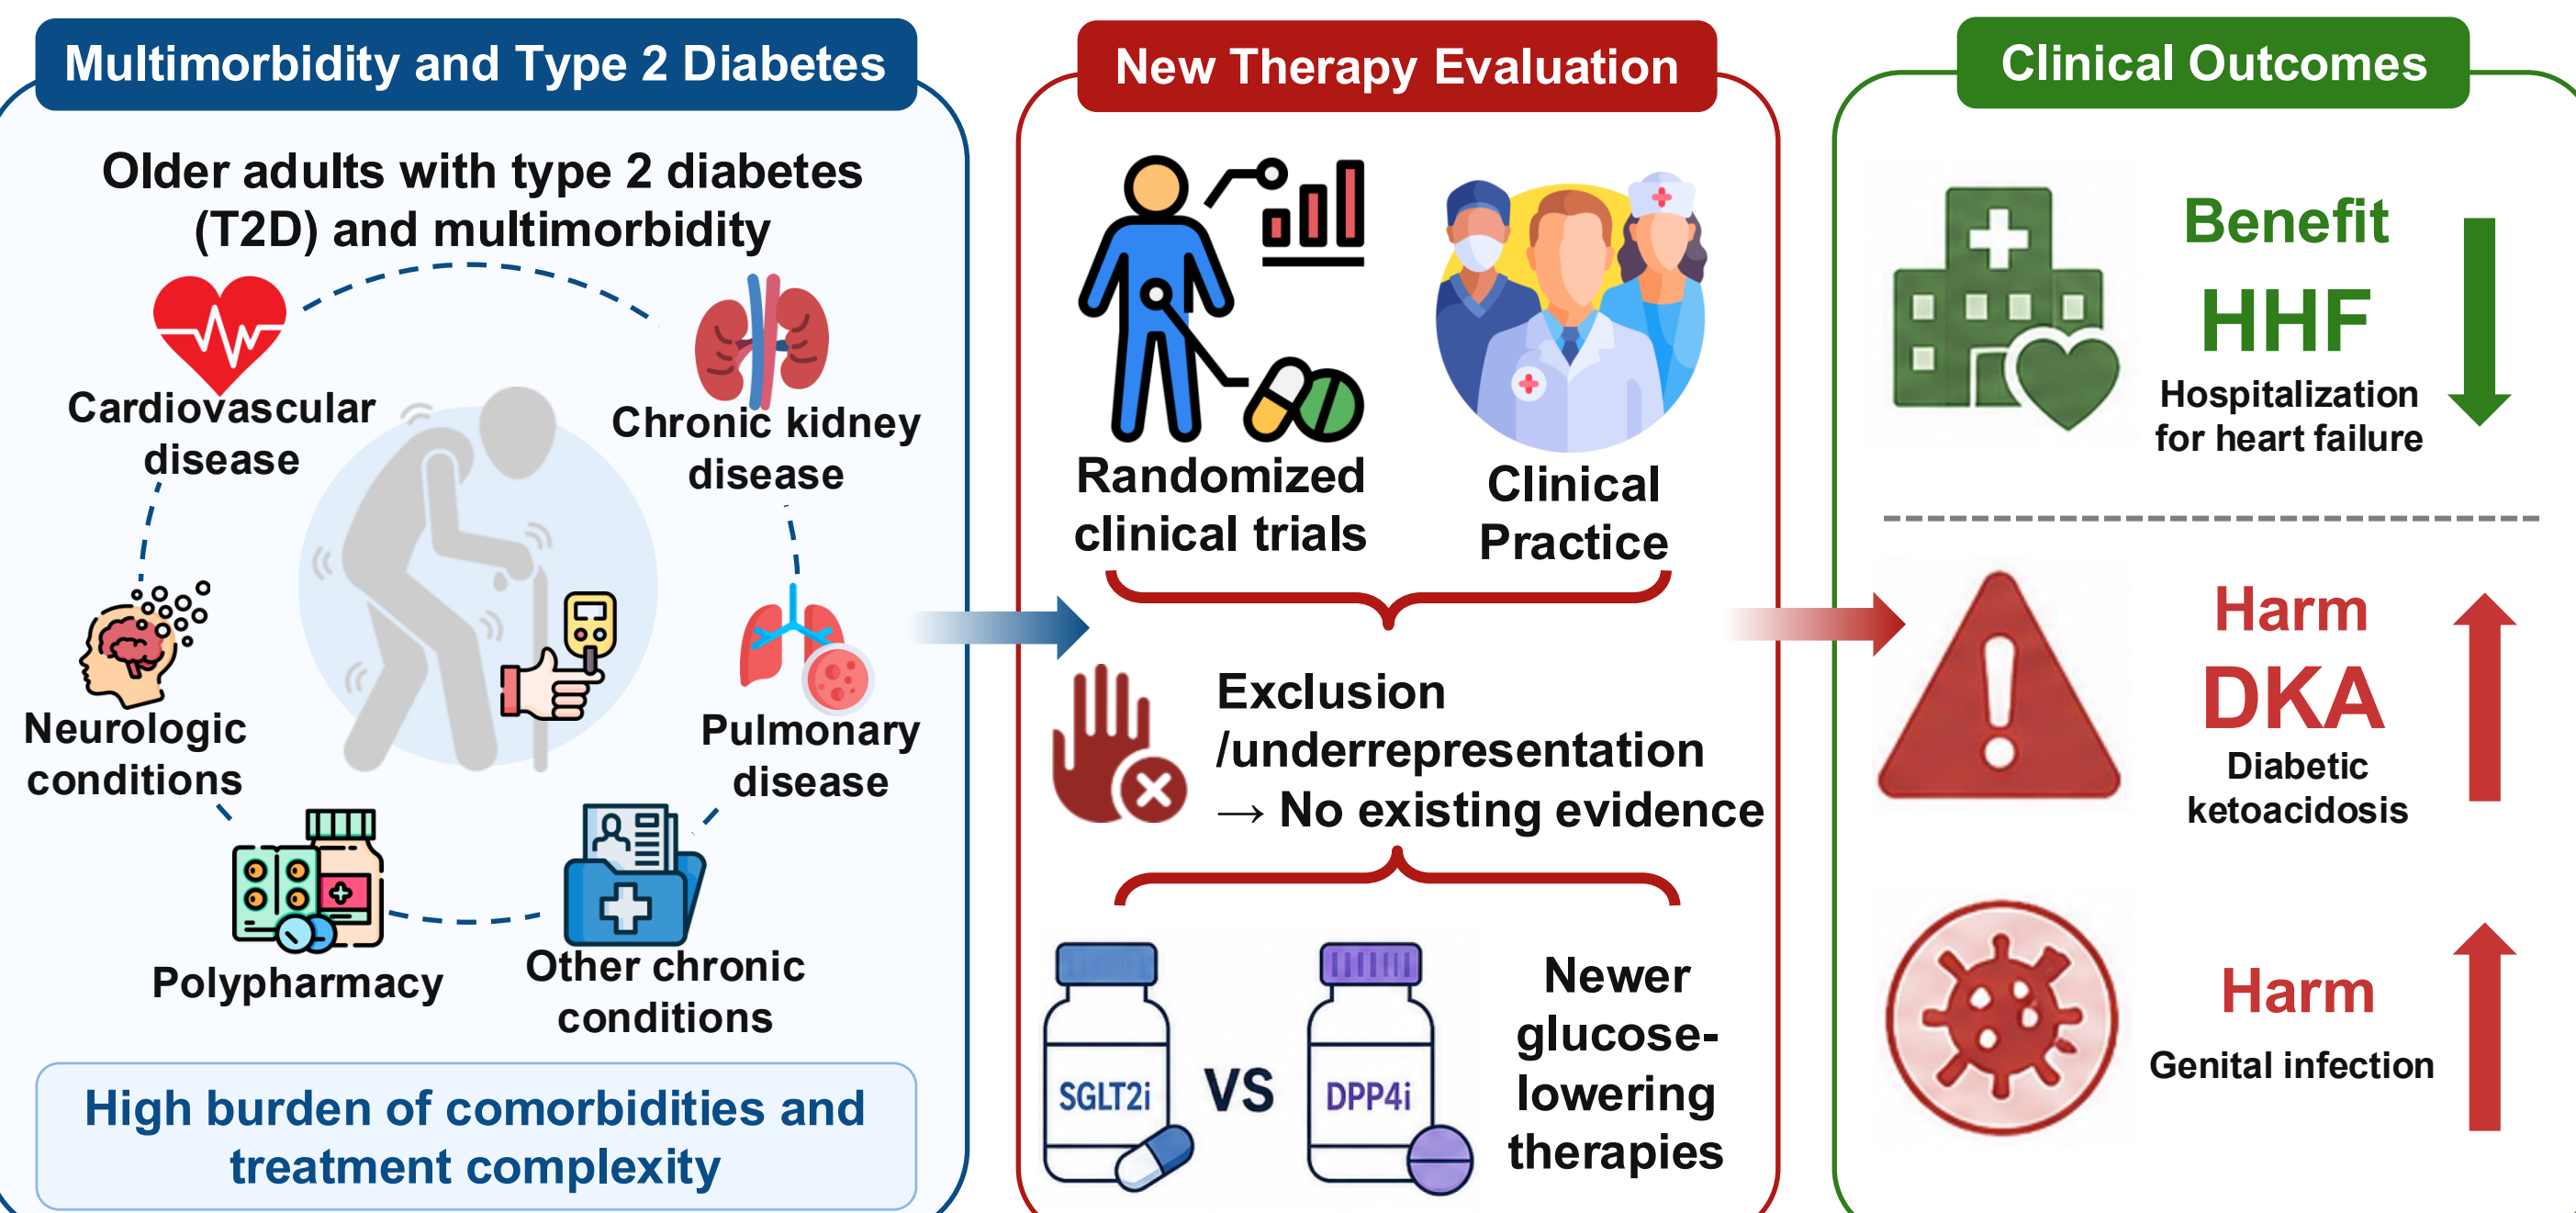 Multimorbidity and Type 2 Diabetes
Older adults with type 2 diabetes
(T2D) and multimorbidity
Cardiovascular
disease
Chronic kidney
disease
Neurologic
conditions
Pulmonary
disease
Polypharmacy
Other chronic
conditions
High burden of comorbidities and
treatment complexity
New Therapy Evaluation
Randomized
clinical trials
Clinical
Practice
Exclusion
/underrepresentation
→ No existing evidence
SGLT2i
VS
DPP4i
Newer
glucose-
lowering
therapies
Clinical Outcomes
Benefit
HHF
Hospitalization
for heart failure
Harm
DKA
Diabetic
ketoacidosis
Harm
Genital infection